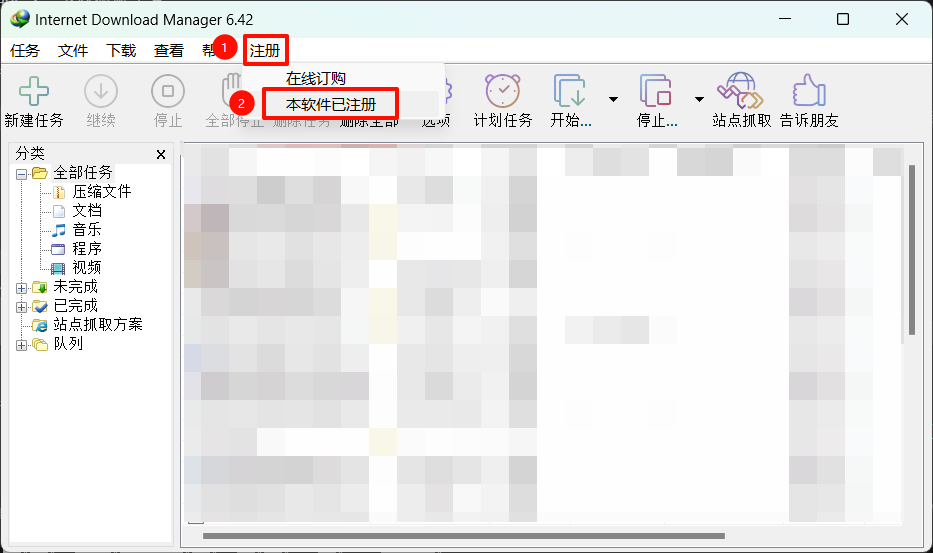 Internet Download Manager 6.42
任务 文件 下载 查看 帮 1 注册
在线订购
2 本软件已注册
新建任务 继续 停止 全部停止 删除任务 删除全部 选项 计划任务 开始... 停止... 站点抓取 告诉朋友
分类
全部任务
压缩文件
文档
音乐
程序
视频
未完成
已完成
站点抓取方案
队列